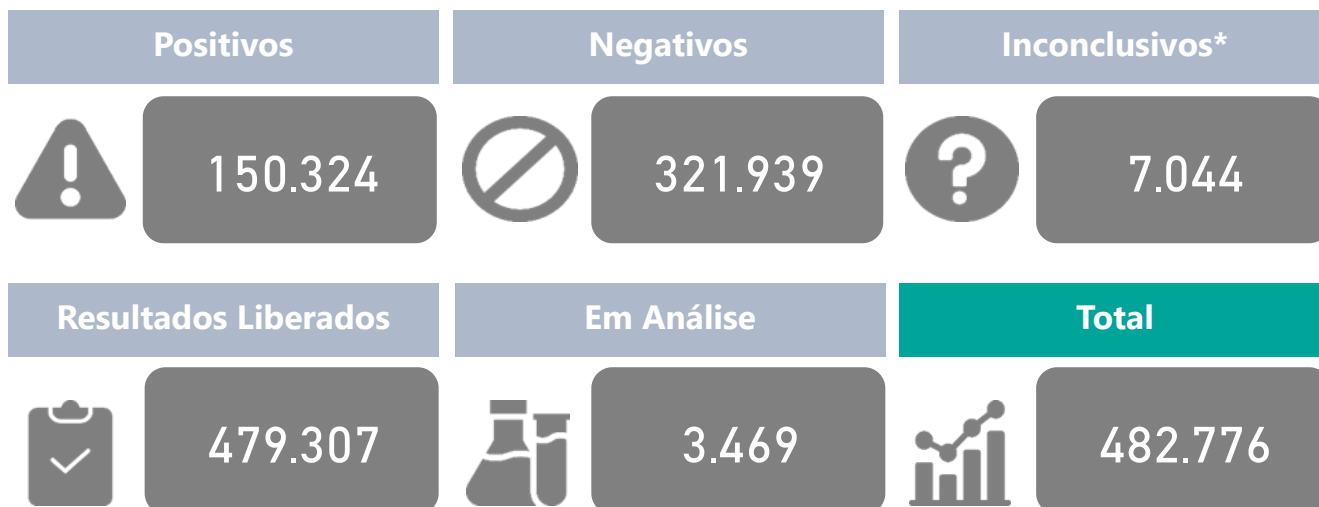 Positivos
Negativos
Inconclusivos*
150.324
321.939
7.044
Resultados Liberados
Em Análise
Total
479.307
3.469
482.776